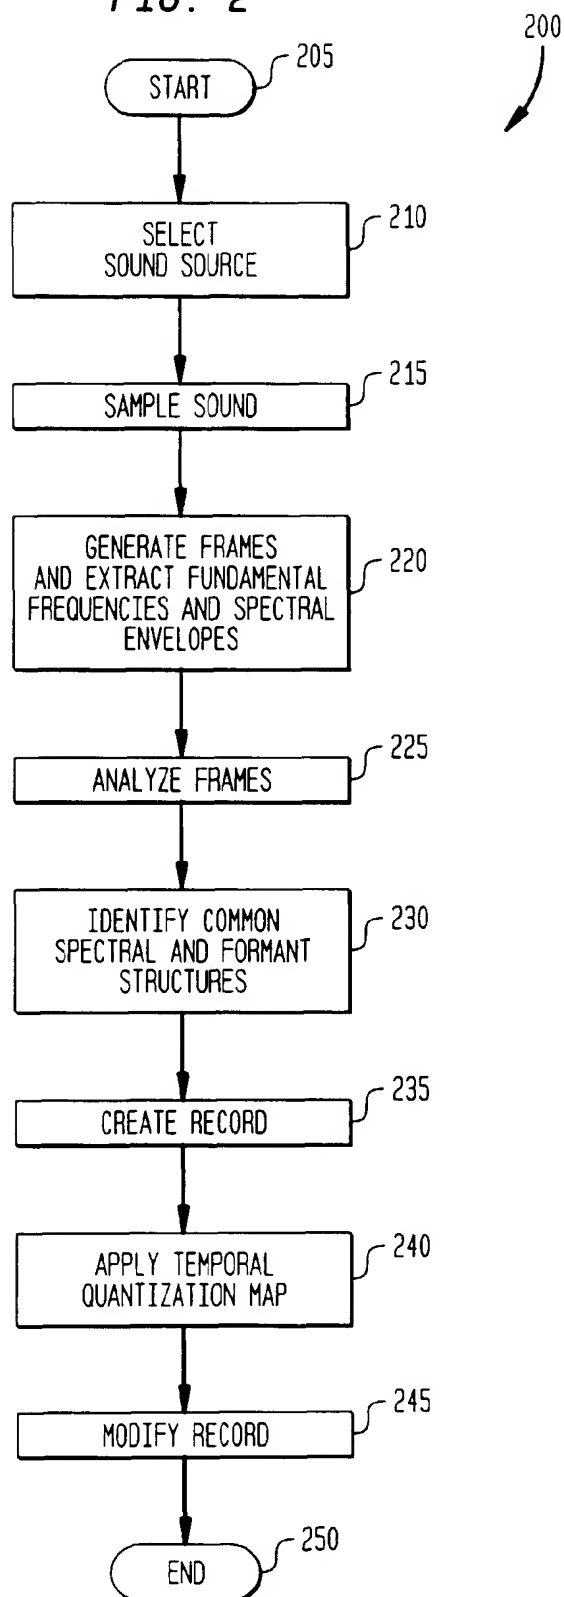 FIG. 2
200
START
205
SELECT
SOUND SOURCE
210
SAMPLE SOUND
215
GENERATE FRAMES
AND EXTRACT FUNDAMENTAL
FREQUENCIES AND SPECTRAL
ENVELOPES
220
ANALYZE FRAMES
225
IDENTIFY COMMON
SPECTRAL AND FORMANT
STRUCTURES
230
CREATE RECORD
235
APPLY TEMPORAL
QUANTIZATION MAP
240
MODIFY RECORD
245
END
250